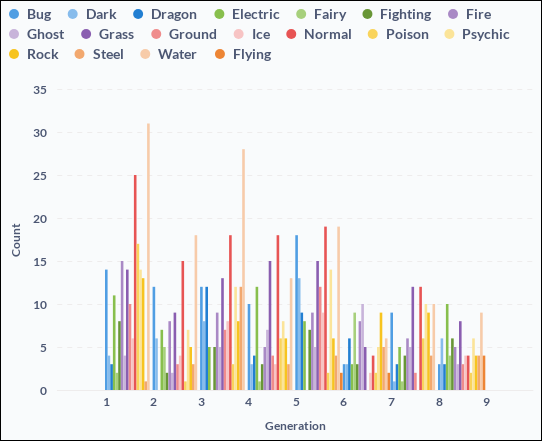 Bug Dark Dragon Electric Fairy Fighting Fire
Ghost Grass Ground Ice Normal Poison Psychic
Rock Steel Water Flying
35
30
25
20
15
10
5
0
Count
1 2 3 4 5 6 7 8 9
Generation